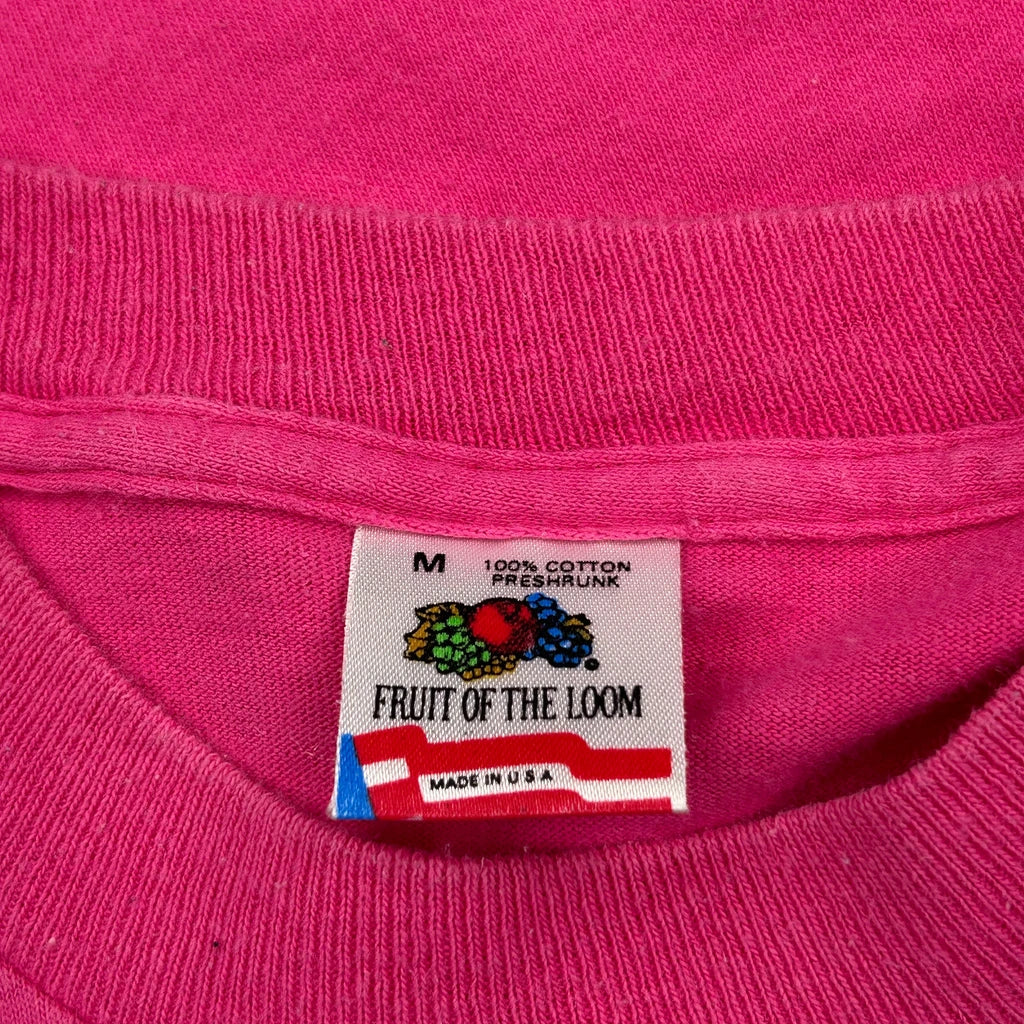 M 100% COTTON
PRESHRUNK
FRUIT OF THE LOOM
MADE IN U S A